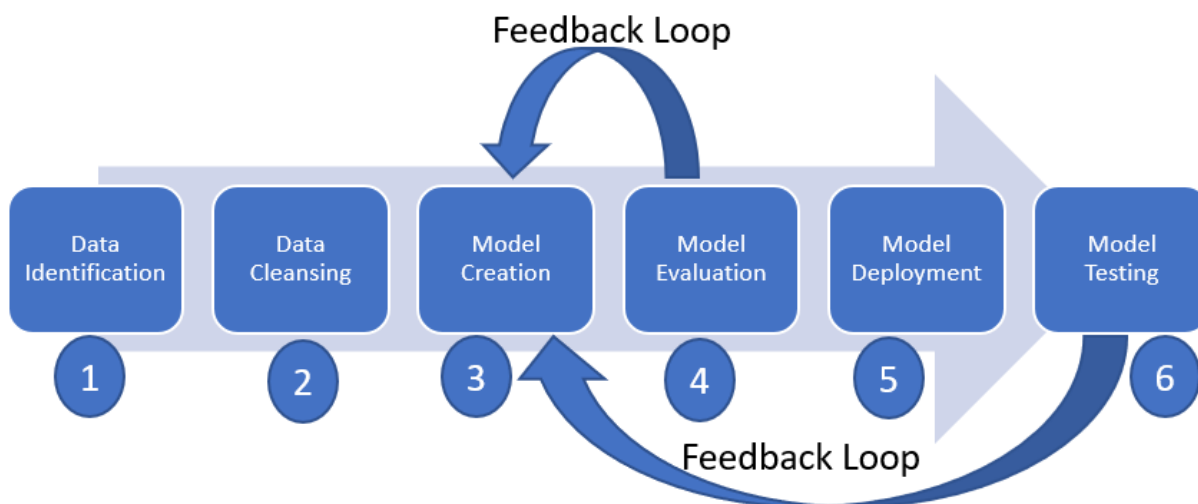 Feedback Loop
Data
Identification
Data
Cleansing
Model
Creation
Model
Evaluation
Model
Deployment
Model
Testing
1
2
3
4
5
6
Feedback Loop